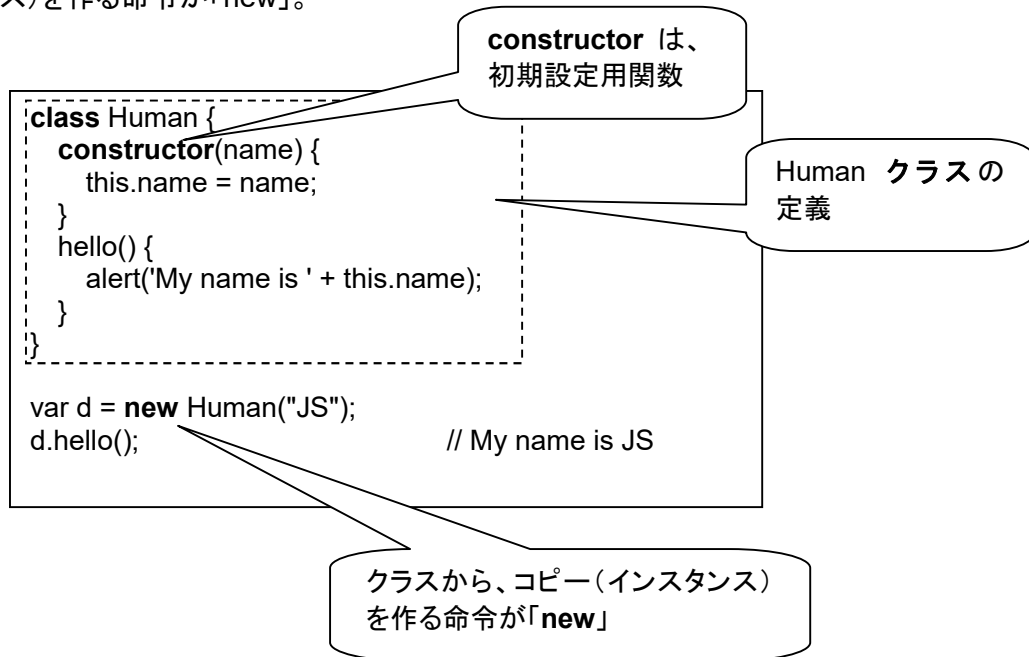 ス)を作る命令が「new」。
constructor は、
初期設定用関数
class Human {
constructor(name) {
this.name = name;
}
hello() {
alert('My name is ' + this.name);
}
}
Human クラスの
定義
var d = new Human("JS");
d.hello(); // My name is JS
クラスから、コピー(インスタンス)
を作る命令が「new」